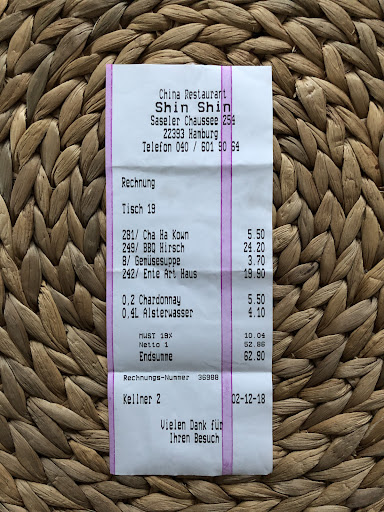 China Restaurant
Shin Shin
Saseler Chaussee 254
22393 Hamburg
Telefon 040 / 601 90 64
Rechnung
Tisch 19
281/ Cha Ha Kown 5.50
249/ BBQ Hirsch 24.20
8/ Gemüsesuppe 3.70
242/ Ente Art Haus 19.90
0,2 Chardonnay 5.50
0,4L Alsterwasser 4.10
MWST 19% 10.04
Netto 1 52.86
Endsumme 62.90
Rechnungs-Nummer 36988
Kellner 2 02-12-18
Vielen Dank für
Ihren Besuch